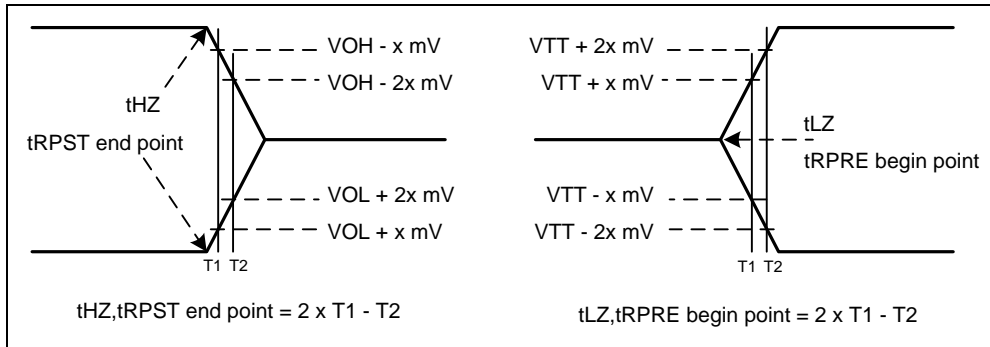 VOH - x mV
VOH - 2x mV
tHZ
tRPST end point
VOL + 2x mV
VOL + x mV
T1 T2
tHZ,tRPST end point = 2 x T1 - T2
VTT + 2x mV
VTT + x mV
tLZ
tRPRE begin point
VTT - x mV
VTT - 2x mV
T1 T2
tLZ,tRPRE begin point = 2 x T1 - T2